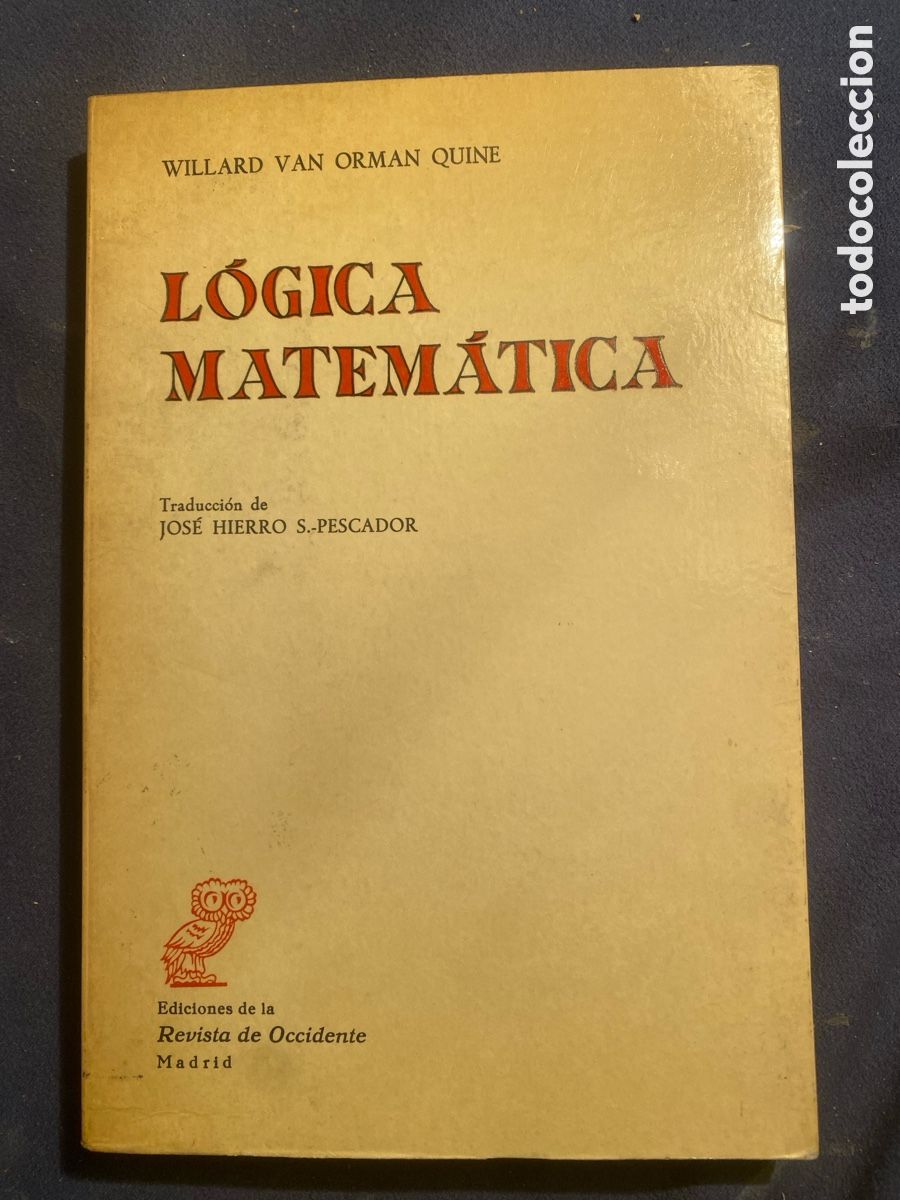 WILLARD VAN ORMAN QUINE
LÓGICA
MATEMÁTICA
Traducción de
JOSÉ HIERRO S.-PESCADOR
Ediciones de la
Revista de Occidente
Madrid
todocoleccion